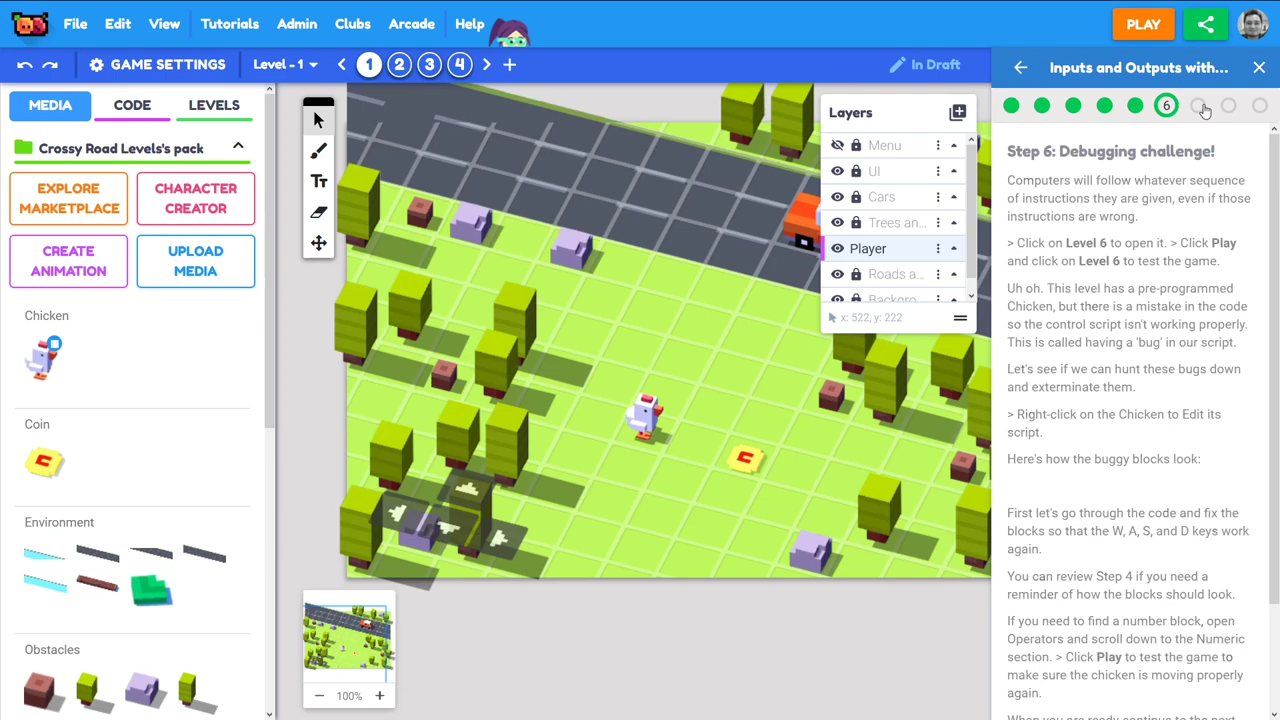 File Edit View Tutorials Admin Clubs Arcade Help PLAY
GAME SETTINGS Level - 1 1 2 3 4 In Draft
Inputs and Outputs with...
MEDIA CODE LEVELS
6
Crossy Road Levels's pack
EXPLORE MARKETPLACE
CHARACTER CREATOR
CREATE ANIMATION
UPLOAD MEDIA
Chicken
Coin
Environment
Obstacles
Layers
Menu
UI
Cars
Trees an...
Player
Roads a...
Backgro...
x: 522, y: 222
100%
Step 6: Debugging challenge!
Computers will follow whatever sequence
of instructions they are given, even if those
instructions are wrong.
> Click on Level 6 to open it. > Click Play
and click on Level 6 to test the game.
Uh oh. This level has a pre-programmed
Chicken, but there is a mistake in the code
so the control script isn't working properly.
This is called having a 'bug' in our script.
Let's see if we can hunt these bugs down
and exterminate them.
> Right-click on the Chicken to Edit its
script.
Here's how the buggy blocks look:
First let's go through the code and fix the
blocks so that the W, A, S, and D keys work
again.
You can review Step 4 if you need a
reminder of how the blocks should look.
If you need to find a number block, open
Operators and scroll down to the Numeric
section. > Click Play to test the game to
make sure the chicken is moving properly
again.
When you are ready continue to the next